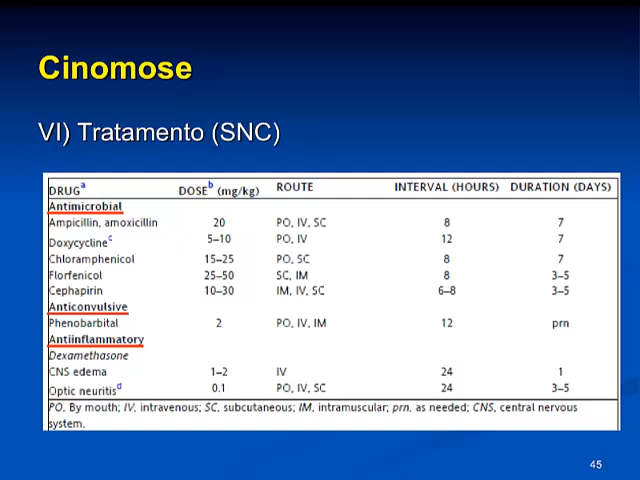 Cinomose
VI) Tratamento (SNC)
DRUGa DOSEb (mg/kg) ROUTE INTERVAL (HOURS) DURATION (DAYS)
Antimicrobial
Ampicillin, amoxicillin 20 PO, IV, SC 8 7
Doxycyclinec 5–10 PO, IV 12 7
Chloramphenicol 15–25 PO, SC 8 7
Florfenicol 25–50 SC, IM 8 3–5
Cephapirin 10–30 IM, IV, SC 6–8 3–5
Anticonvulsive
Phenobarbital 2 PO, IV, IM 12 prn
Antiinflammatory
Dexamethasone
CNS edema 1–2 IV 24 1
Optic neuritisd 0.1 PO, IV, SC 24 3–5
PO, By mouth; IV, intravenous; SC, subcutaneous; IM, intramuscular; prn, as needed; CNS, central nervous
system.
45